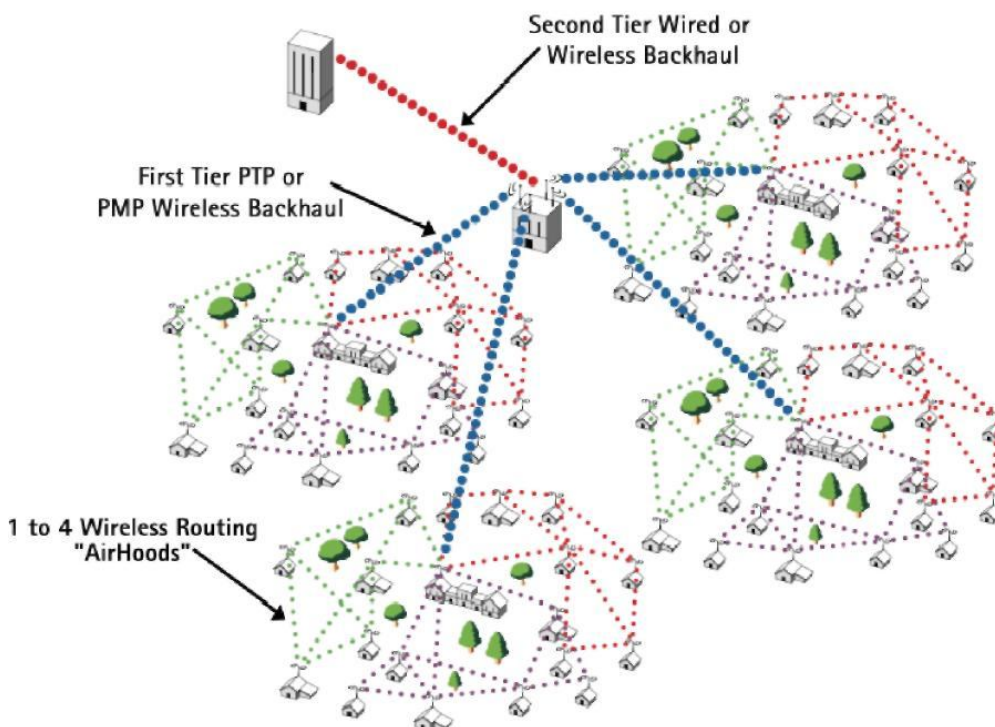 Second Tier Wired or
Wireless Backhaul
First Tier PTP or
PMP Wireless Backhaul
1 to 4 Wireless Routing
"AirHoods"